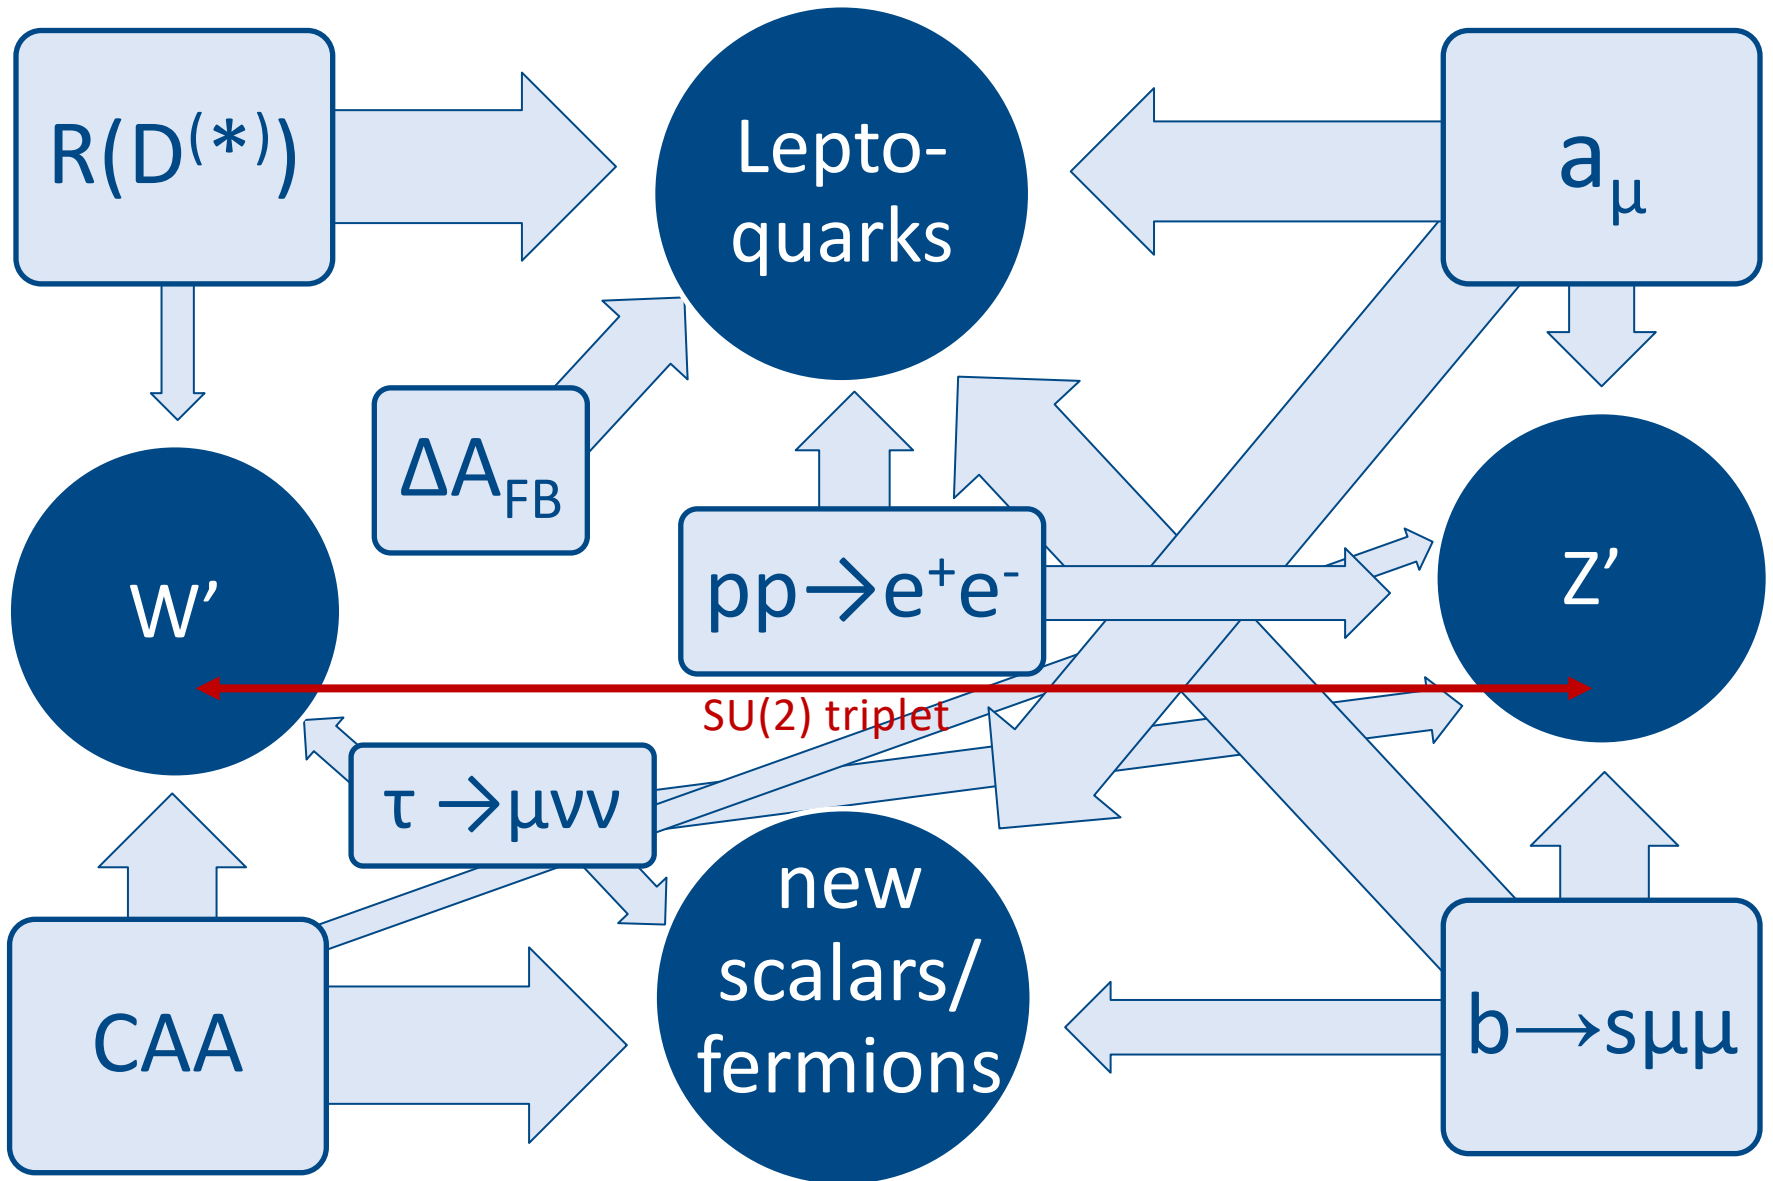 R(D⁽*⁾)
Lepto-
quarks
aμ
ΔAFB
pp→e⁺e⁻
W’
Z’
SU(2) triplet
τ →μνν
new
scalars/
fermions
CAA
b→sμμ